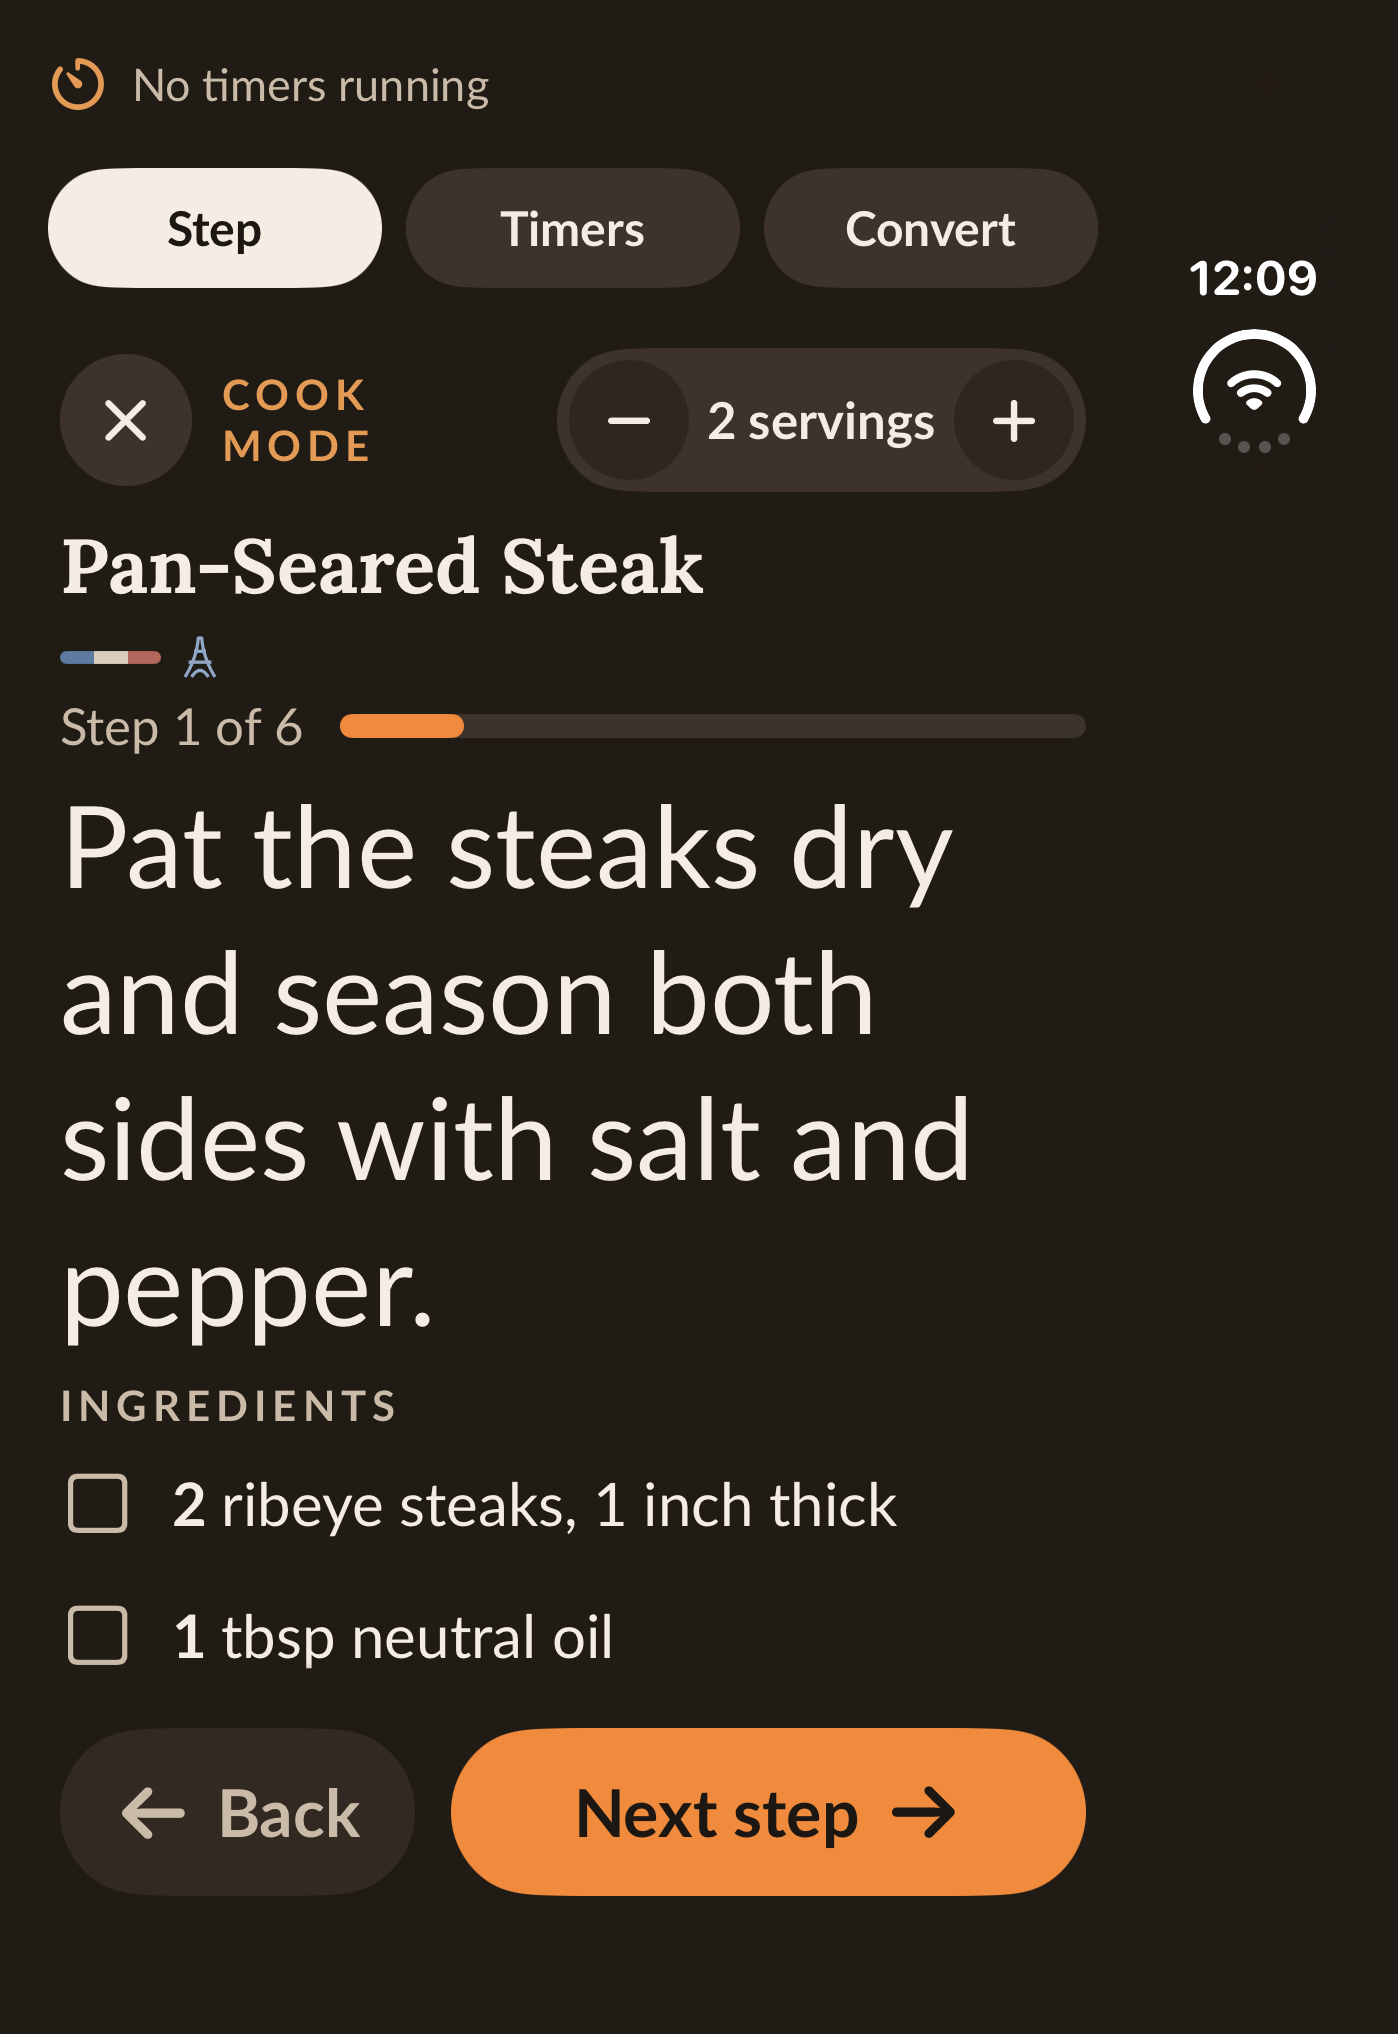 No timers running
Step
Timers
Convert
12:09
COOK
MODE
2 servings
Pan-Seared Steak
Step 1 of 6
Pat the steaks dry
and season both
sides with salt and
pepper.
INGREDIENTS
2 ribeye steaks, 1 inch thick
1 tbsp neutral oil
Back
Next step